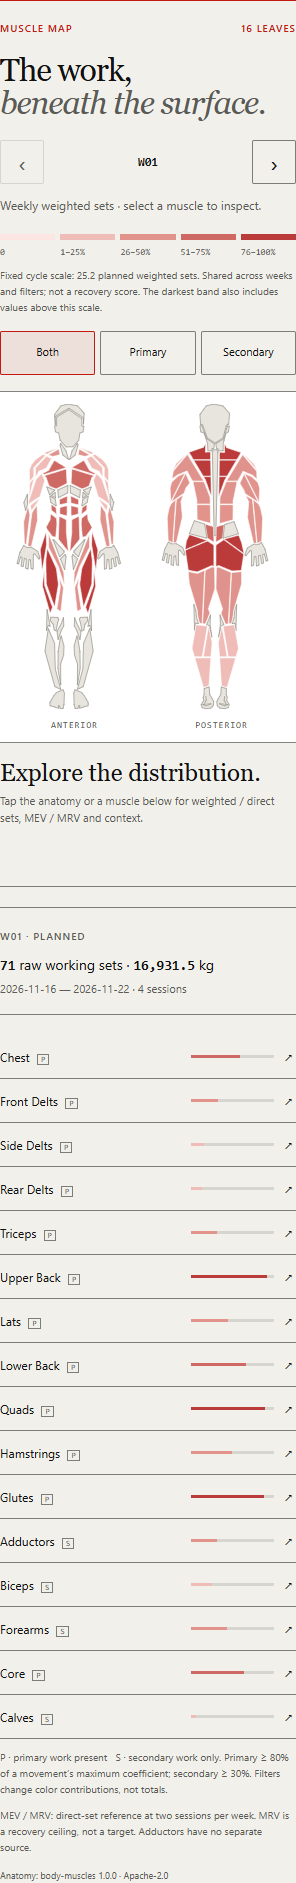 MUSCLE MAP
16 LEAVES
The work,
beneath the surface.
‹
W01
›
Weekly weighted sets · select a muscle to inspect.
0
1–25%
26–50%
51–75%
76–100%
Fixed cycle scale: 25.2 planned weighted sets. Shared across weeks
and filters; not a recovery score. The darkest band also includes
values above this scale.
Both
Primary
Secondary
ANTERIOR
POSTERIOR
Explore the distribution.
Tap the anatomy or a muscle below for weighted / direct
sets, MEV / MRV and context.
W01 · PLANNED
71 raw working sets · 16,931.5 kg
2026-11-16 — 2026-11-22 · 4 sessions
Chest P ↗
Front Delts P ↗
Side Delts P ↗
Rear Delts P ↗
Triceps P ↗
Upper Back P ↗
Lats P ↗
Lower Back P ↗
Quads P ↗
Hamstrings P ↗
Glutes P ↗
Adductors S ↗
Biceps S ↗
Forearms S ↗
Core P ↗
Calves S ↗
P · primary work present S · secondary work only. Primary ≥ 80%
of a movement's maximum coefficient; secondary ≥ 30%. Filters
change color contributions, not totals.
MEV / MRV: direct-set reference at two sessions per week. MRV is
a recovery ceiling, not a target. Adductors have no separate
source.
Anatomy: body-muscles 1.0.0 · Apache-2.0